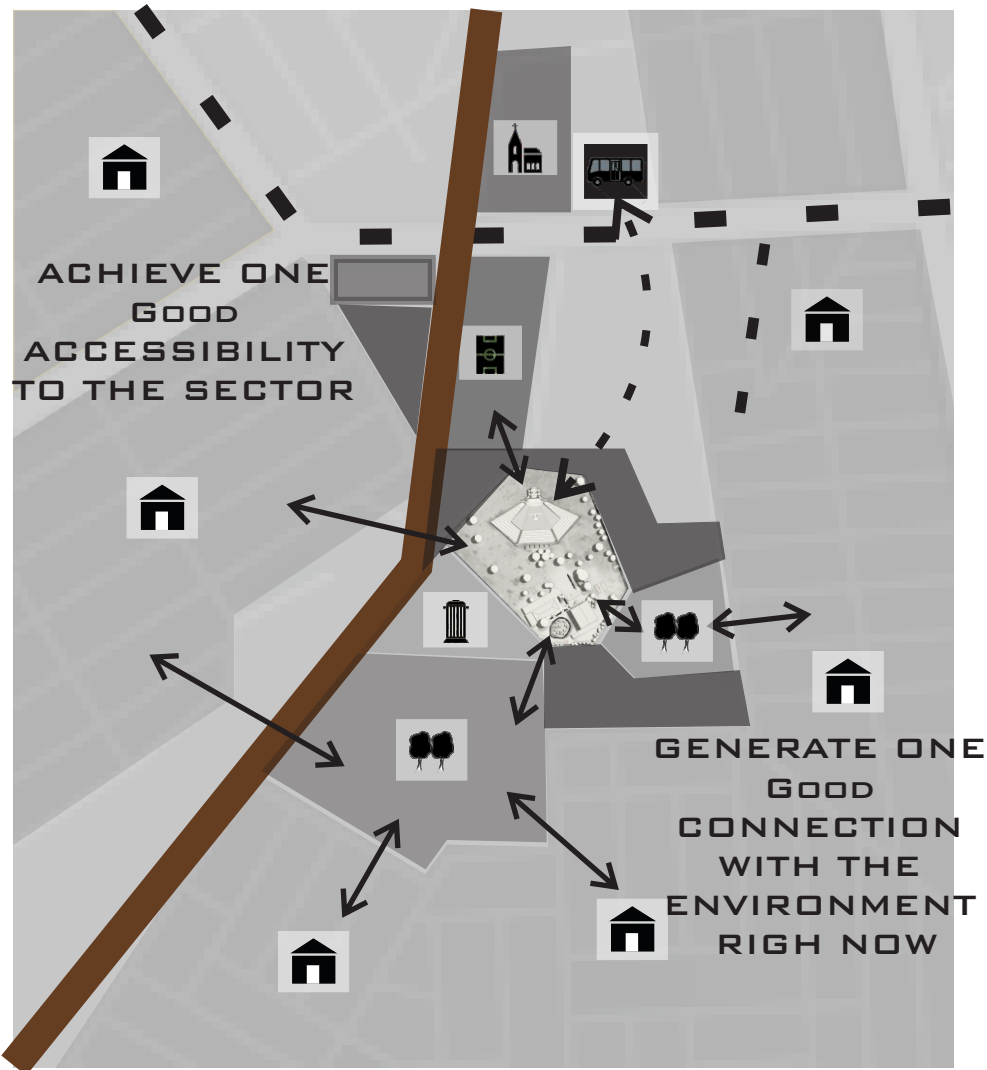 ACHIEVE ONE
GOOD
ACCESSIBILITY
TO THE SECTOR
GENERATE ONE
GOOD
CONNECTION
WITH THE
ENVIRONMENT
RIGH NOW